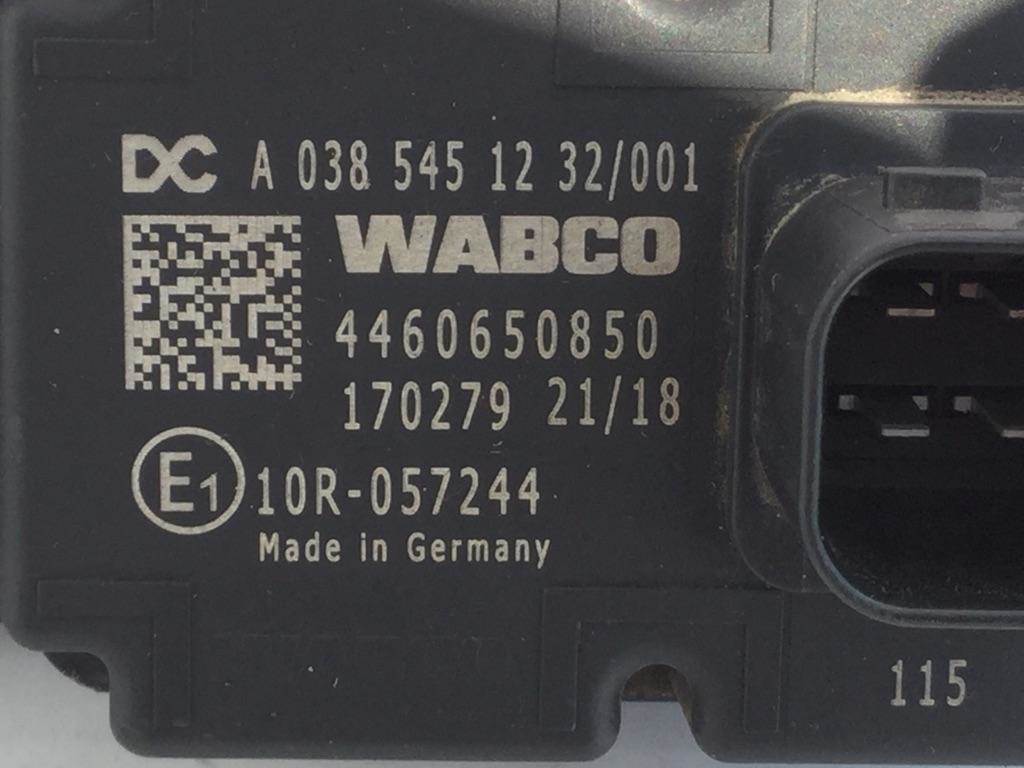 DC A 038 545 12 32/001
WABCO
4460650850
170279 21/18
E1 10R-057244
Made in Germany
115